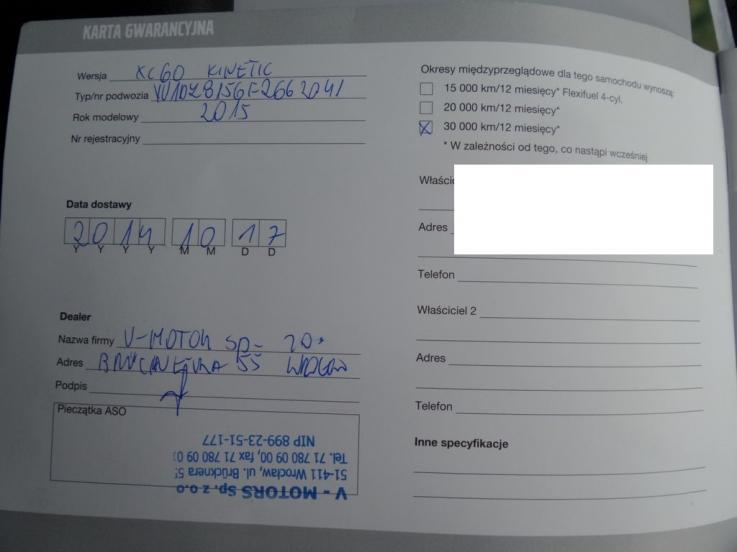 KARTA GWARANCYJNA
Wersja XC60 KINETIC
Typ/nr podwozia
Rok modelowy 2015
Nr rejestracyjny
Data dostawy
2014 10 17
Y Y Y Y M M D D
Dealer
Nazwa firmy V-MOTORS SP. ZO.
Adres 55
Podpis
Pieczątka ASO
V - MOTORS Sp. z o.o
51-411 Wrocław, ul. Brücknera 5
Tel. 71 780 09 00, fax 71 780 09 0
NIP 899-23-51-177
Okresy międzyprzeglądowe dla tego samochodu wynoszą:
15 000 km/12 miesięcy* Flexifuel 4-cyl.
20 000 km/12 miesięcy*
30 000 km/12 miesięcy*
* W zależności od tego, co nastąpi wcześniej
Adres
Telefon
Właściciel 2
Adres
Telefon
Inne specyfikacje